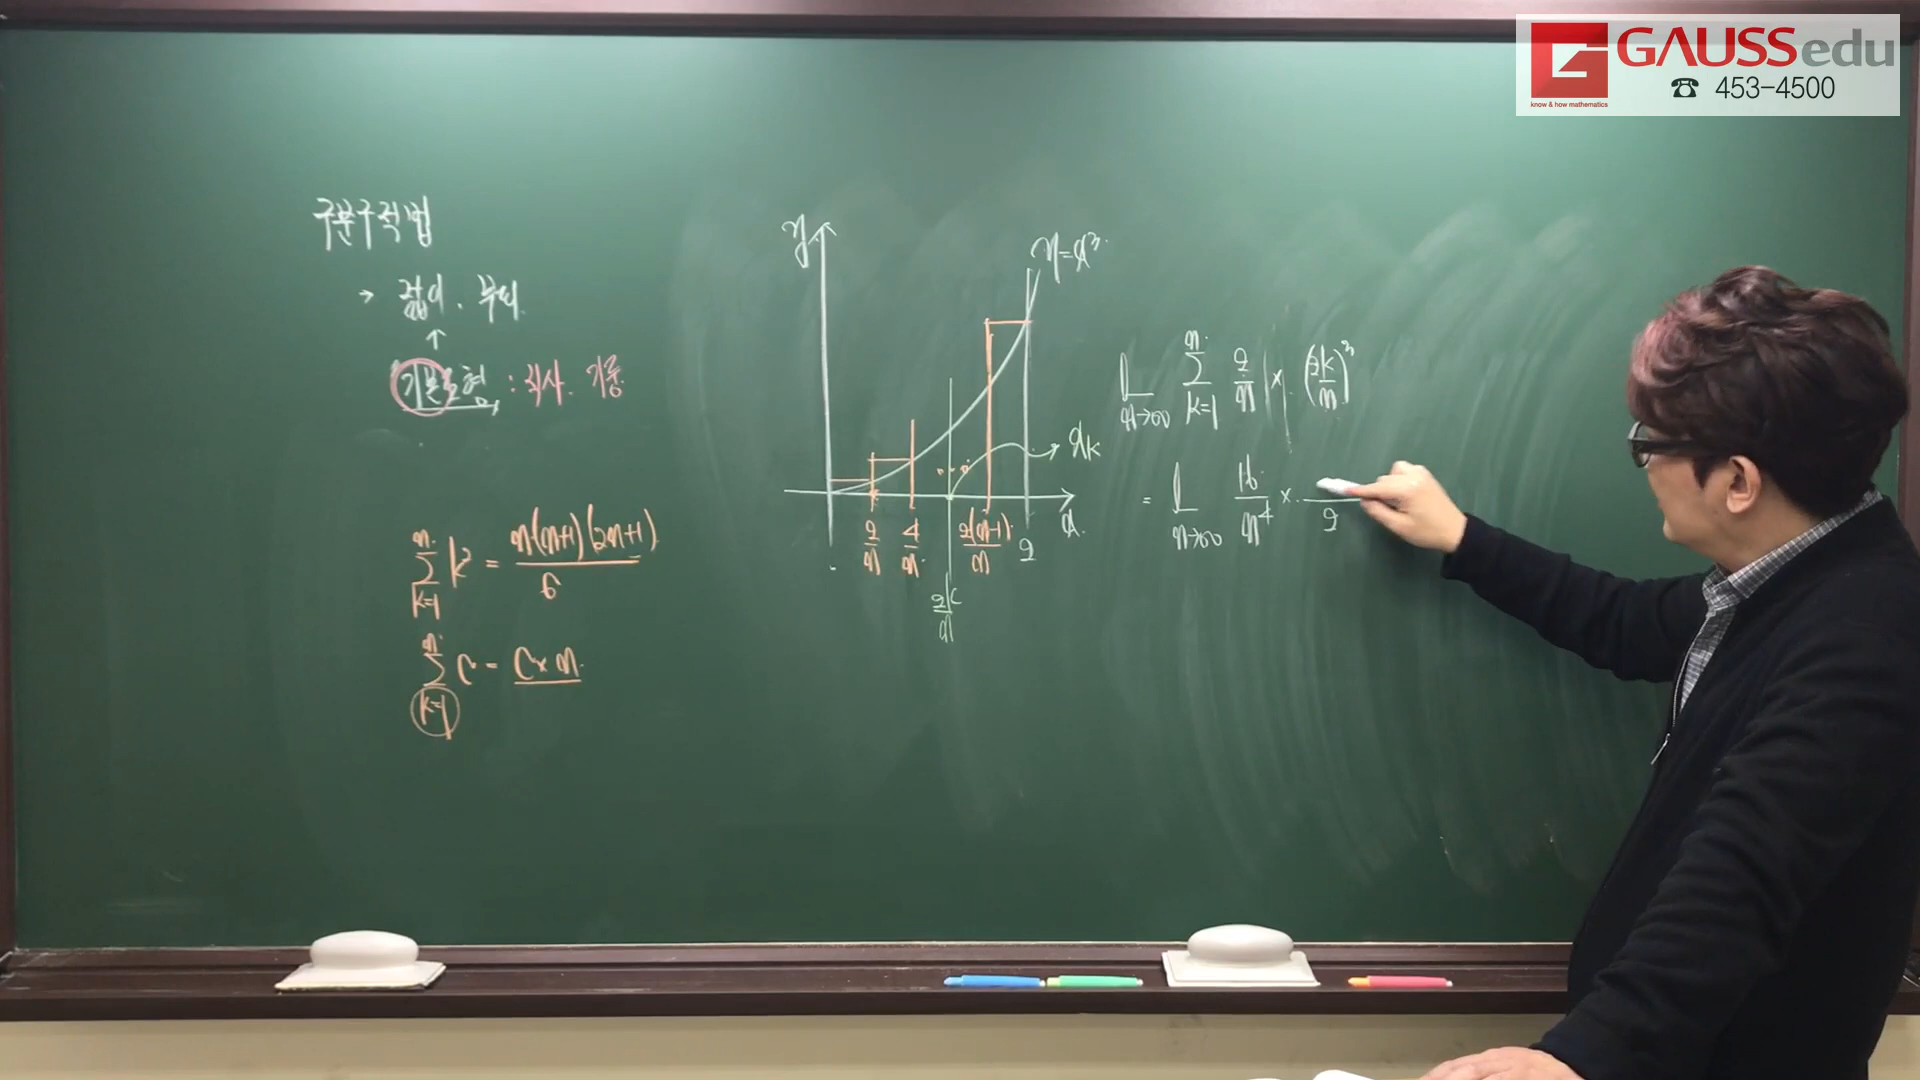 GAUSSedu
know & how mathematics
☎ 453-4500
구분구적법
→ 넓이 . 부피
↑
기본도형 : 직사. 기둥
n
Σ k² = n(n+1)(2n+1) / 6
k=1
n
Σ c = c × n
k=1
y
y=x³
x
x_k
2/n 4/n 2(n-1)/n 2
2k/n
lim n→∞ Σ k=1 n 2/n × (2k/n)³
= lim n→∞ 16/n⁴ × /2